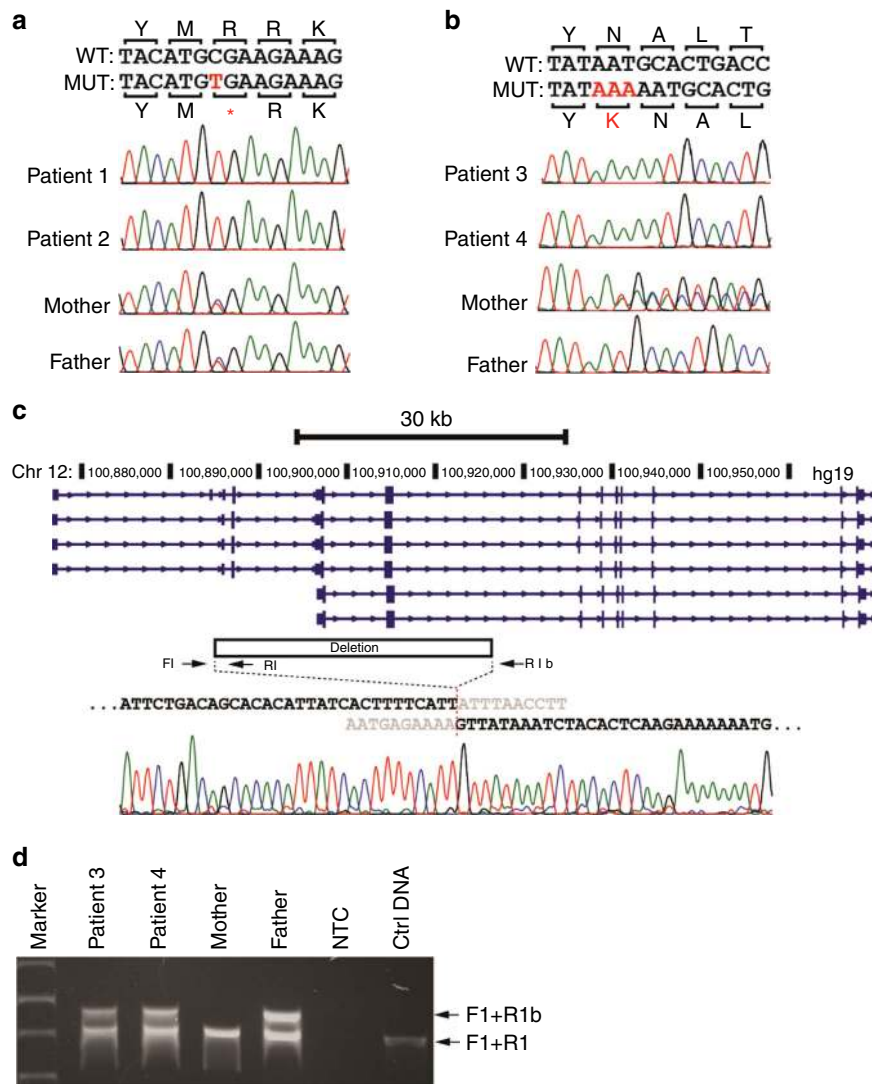 a
Y M R R K
WT: TACATGCGAAGAAAG
MUT: TACATGTGAAGAAAG
Y M * R K
Patient 1
Patient 2
Mother
Father
b
Y N A L T
WT: TATAATGCACTGACC
MUT: TATAAAAATGCACTG
Y K N A L
Patient 3
Patient 4
Mother
Father
c
30 kb
Chr 12: 100,880,000 100,890,000 100,900,000 100,910,000 100,920,000 100,930,000 100,940,000 100,950,000 hg19
Deletion
FI RI R I b
...ATTCTGACAGCACACATTATCACTTTTCATTATTTAACCTT
AATGAGAAAAGTTATAAATCTACACTCAAGAAAAAAATG...
d
Marker Patient 3 Patient 4 Mother Father NTC Ctrl DNA
F1+R1b
F1+R1